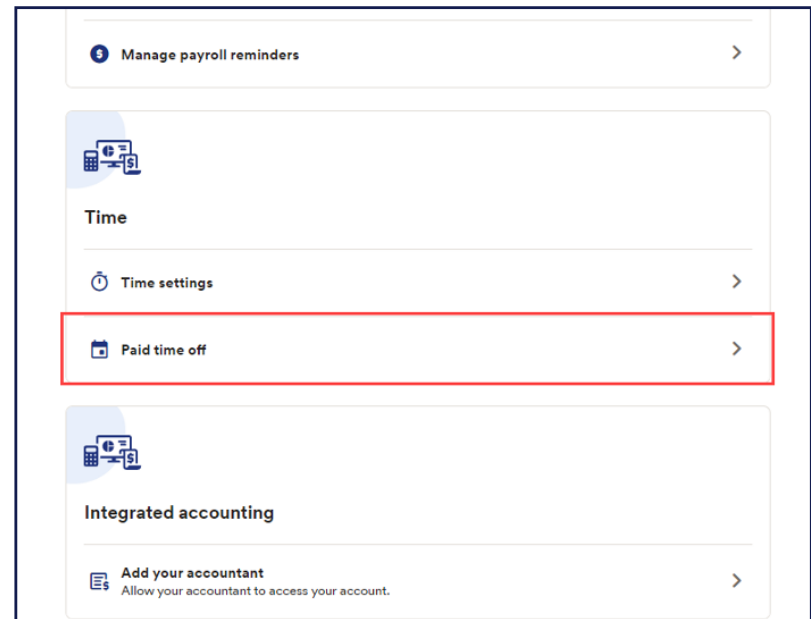 Manage payroll reminders
Time
Time settings
Paid time off
Integrated accounting
Add your accountant
Allow your accountant to access your account.